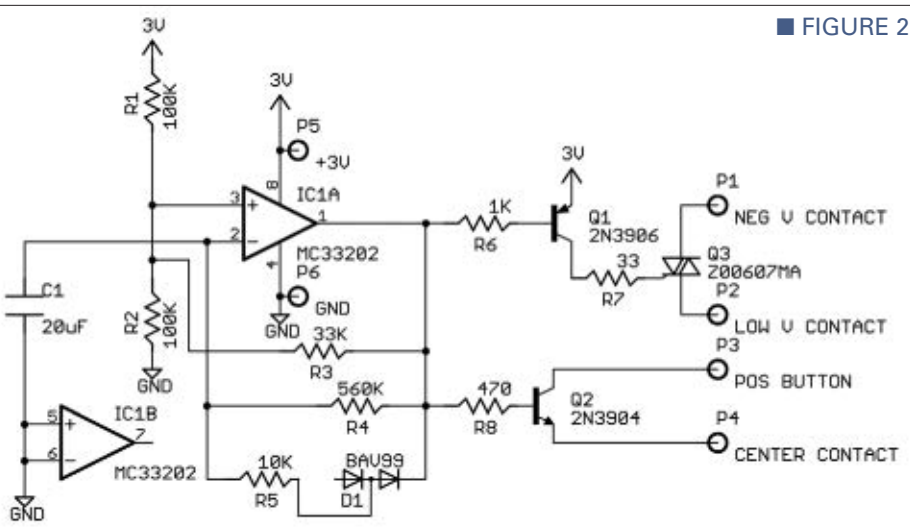 ■ FIGURE 2
3V
R1
100K
3V
P5
+3V
8
3
+
IC1A
1
2
-
MC33202
4
P6
GND
GND
C1
20uF
R2
100K
GND
33K
R3
560K
R4
10K
R5
BAV99
D1
5
+
IC1B
7
6
-
MC33202
GND
1K
R6
3V
Q1
2N3906
33
R7
P1
NEG V CONTACT
Q3
Z00607MA
P2
LOW V CONTACT
P3
POS BUTTON
470
R8
Q2
2N3904
P4
CENTER CONTACT